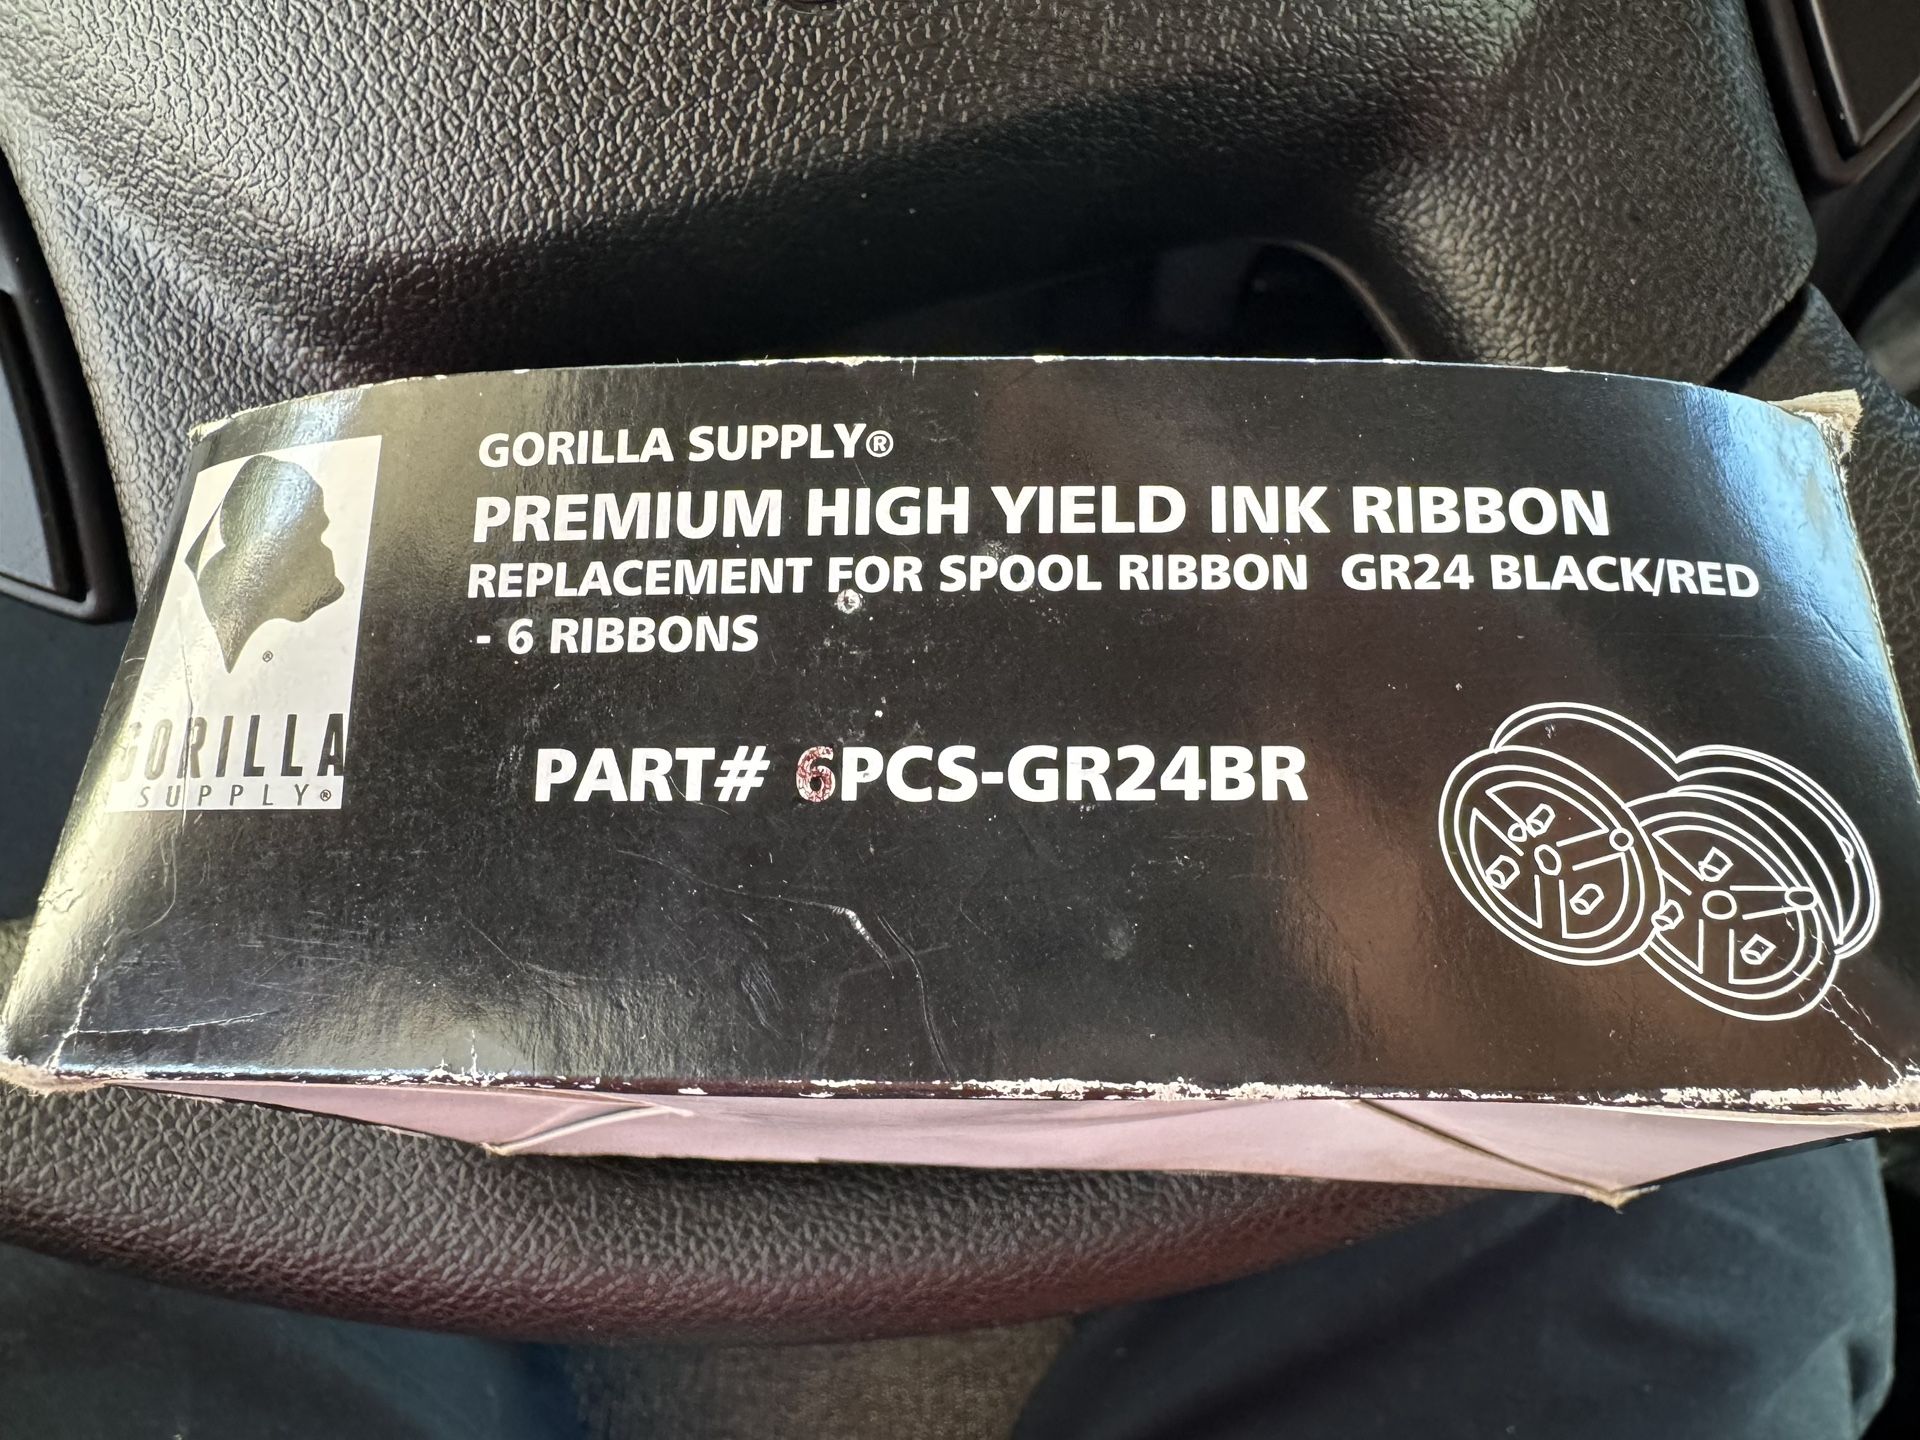 GORILLA SUPPLY®
PREMIUM HIGH YIELD INK RIBBON
REPLACEMENT FOR SPOOL RIBBON GR24 BLACK/RED
- 6 RIBBONS
PART# 6PCS-GR24BR
®
GORILLA
SUPPLY®